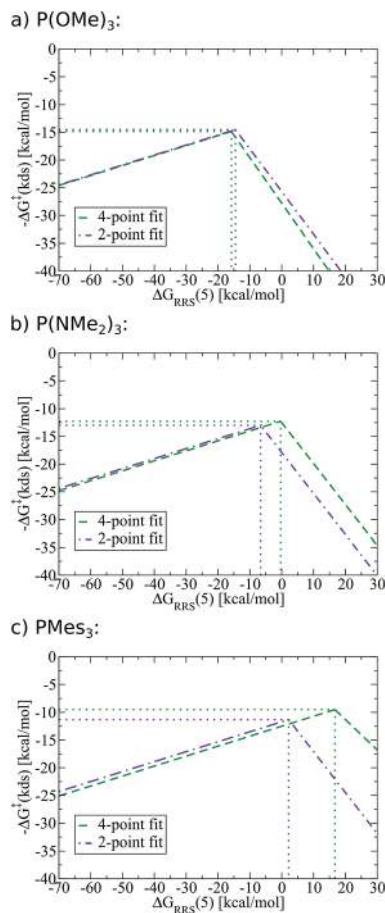 a) P(OMe)₃:
0
-5
-10
-15
-20
-25
-30
-35
-40
-ΔG‡(kds) [kcal/mol]
4-point fit
2-point fit
-70 -60 -50 -40 -30 -20 -10 0 10 20 30
ΔG_RRS(5) [kcal/mol]
b) P(NMe₂)₃:
0
-5
-10
-15
-20
-25
-30
-35
-40
-ΔG‡(kds) [kcal/mol]
4-point fit
2-point fit
-70 -60 -50 -40 -30 -20 -10 0 10 20 30
ΔG_RRS(5) [kcal/mol]
c) PMes₃:
0
-5
-10
-15
-20
-25
-30
-35
-40
-ΔG‡(kds) [kcal/mol]
4-point fit
2-point fit
-70 -60 -50 -40 -30 -20 -10 0 10 20 30
ΔG_RRS(5) [kcal/mol]